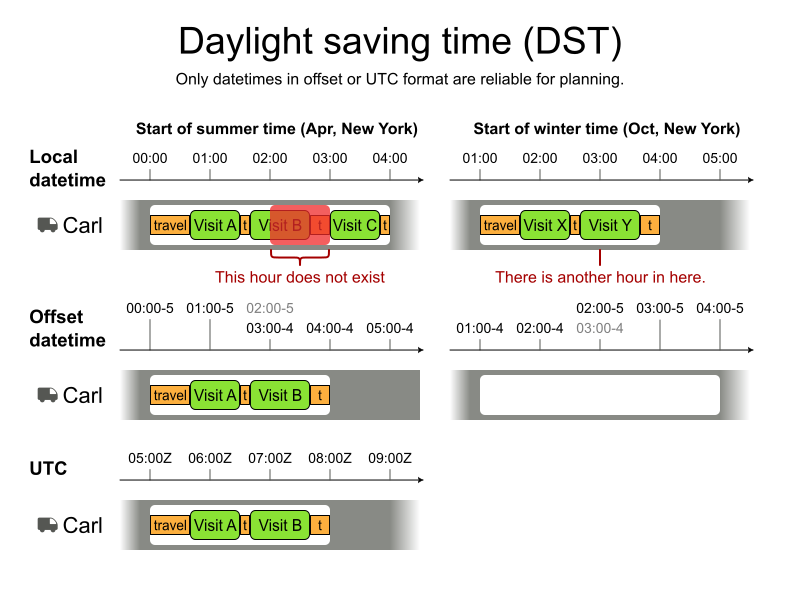 Daylight saving time (DST)
Only datetimes in offset or UTC format are reliable for planning.
Start of summer time (Apr, New York)
Start of winter time (Oct, New York)
Local
datetime
00:00 01:00 02:00 03:00 04:00
01:00 02:00 03:00 04:00 05:00
Carl
travel Visit A t Visit B t Visit C t
travel Visit X t Visit Y t
This hour does not exist
There is another hour in here.
Offset
datetime
00:00-5 01:00-5 02:00-5
03:00-4 04:00-4 05:00-4
02:00-5 03:00-5 04:00-5
01:00-4 02:00-4 03:00-4
Carl
travel Visit A t Visit B t
UTC
05:00Z 06:00Z 07:00Z 08:00Z 09:00Z
Carl
travel Visit A t Visit B t